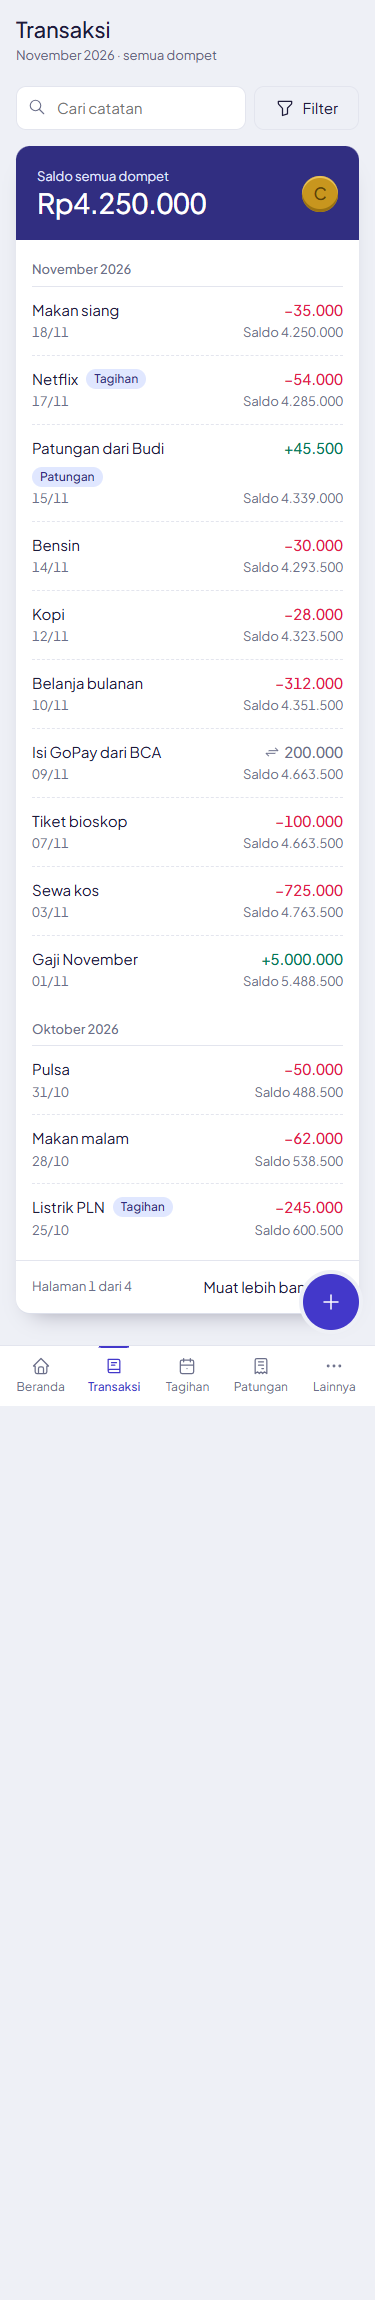 Transaksi
November 2026 · semua dompet
Cari catatan
Filter
Saldo semua dompet
Rp4.250.000
C
November 2026
Makan siang −35.000
18/11 Saldo 4.250.000
Netflix Tagihan −54.000
17/11 Saldo 4.285.000
Patungan dari Budi +45.500
Patungan
15/11 Saldo 4.339.000
Bensin −30.000
14/11 Saldo 4.293.500
Kopi −28.000
12/11 Saldo 4.323.500
Belanja bulanan −312.000
10/11 Saldo 4.351.500
Isi GoPay dari BCA 200.000
09/11 Saldo 4.663.500
Tiket bioskop −100.000
07/11 Saldo 4.663.500
Sewa kos −725.000
03/11 Saldo 4.763.500
Gaji November +5.000.000
01/11 Saldo 5.488.500
Oktober 2026
Pulsa −50.000
31/10 Saldo 488.500
Makan malam −62.000
28/10 Saldo 538.500
Listrik PLN Tagihan −245.000
25/10 Saldo 600.500
Halaman 1 dari 4 Muat lebih
Beranda Transaksi Tagihan Patungan Lainnya